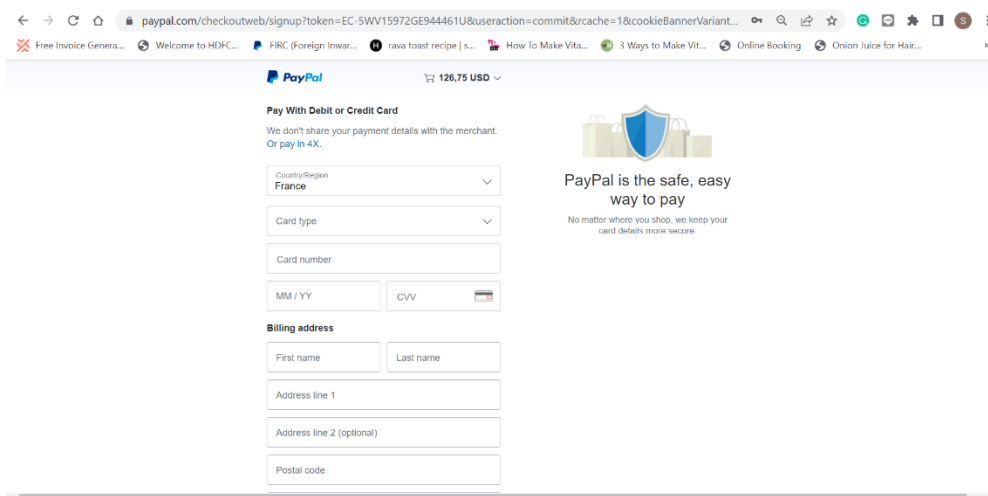 paypal.com/checkoutweb/signup?token=EC-5WV15972GE944461U&useraction=commit&rcache=1&cookieBannerVariant...
S
Free Invoice Genera... Welcome to HDFC... FIRC (Foreign Inwar... rava toast recipe | s... How To Make Vita... 3 Ways to Make Vit... Online Booking Onion Juice for Hair...
PayPal 126,75 USD
Pay With Debit or Credit Card
We don't share your payment details with the merchant.
Or pay in 4X.
Country/Region
France
Card type
Card number
MM / YY CVV
Billing address
First name Last name
Address line 1
Address line 2 (optional)
Postal code
PayPal is the safe, easy
way to pay
No matter where you shop, we keep your
card details more secure.